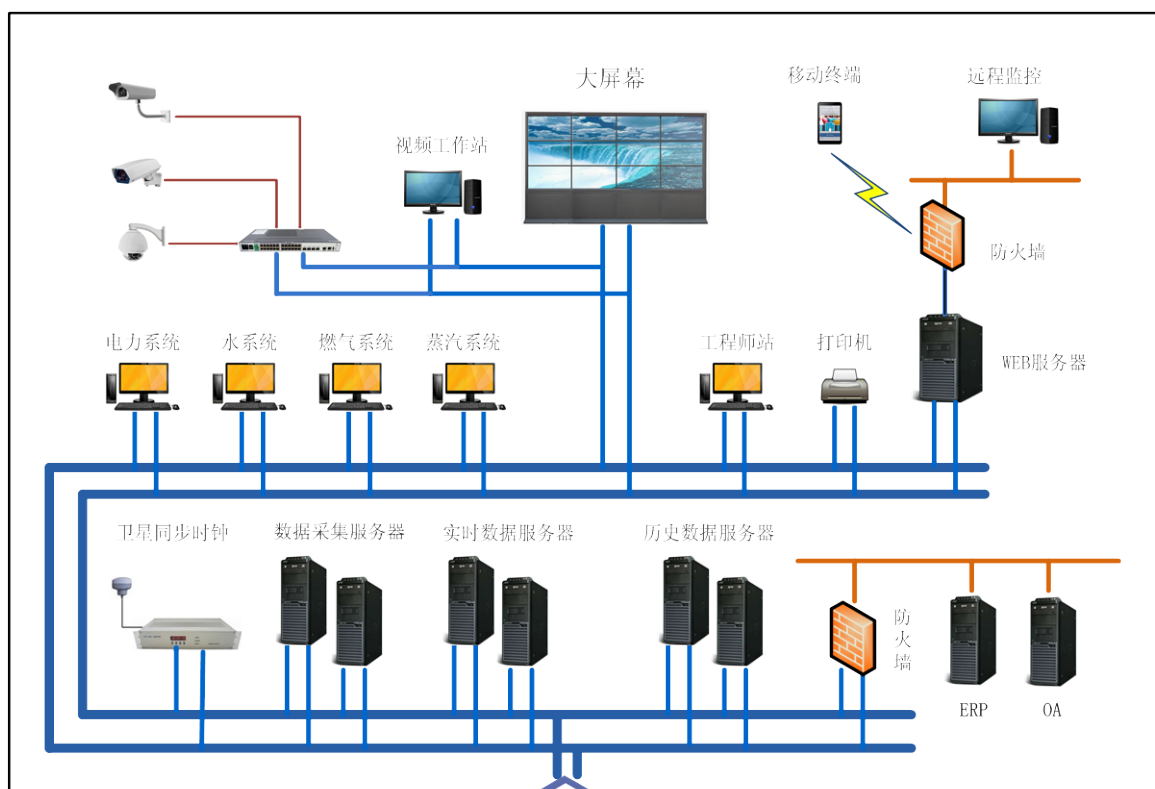 大屏幕
移动终端
远程监控
视频工作站
防火墙
电力系统
水系统
燃气系统
蒸汽系统
工程师站
打印机
WEB服务器
卫星同步时钟
数据采集服务器
实时数据服务器
历史数据服务器
防火墙
ERP
OA